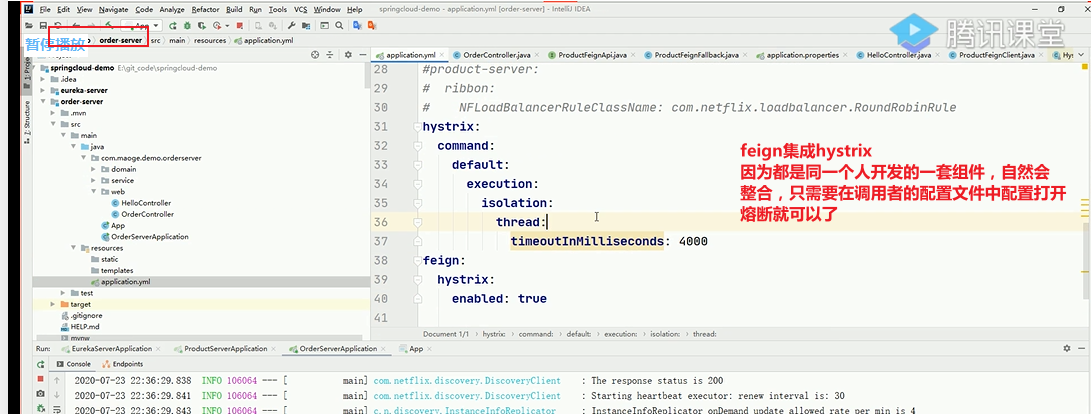 File Edit View Navigate Code Analyze Refactor Build Run Tools VCS Window Help springcloud-demo - application.yml [order-server] - IntelliJ IDEA
App
腾讯课堂
暂停播放
order-server src main resources application.yml
application.yml OrderController.java ProductFeignApi.java ProductFeignFallback.java application.properties HelloController.java ProductFeignClient.java Hy
springcloud-demo E:\git_code\springcloud-demo
.idea
eureka-server
order-server
.mvn
src
main
java
com.maoge.demo.orderserver
domain
service
web
HelloController
OrderController
App
OrderServerApplication
resources
static
templates
application.yml
test
target
.gitignore
HELP.md
mvnw
1: Project
Z: Structure
28 #product-server:
29 # ribbon:
30 # NFLoadBalancerRuleClassName: com.netflix.loadbalancer.RoundRobinRule
31 hystrix:
32 command:
33 default:
34 execution:
35 isolation:
36 thread:
37 timeoutInMilliseconds: 4000
38 feign:
39 hystrix:
40 enabled: true
41
feign集成hystrix
因为都是同一个人开发的一套组件，自然会
整合，只需要在调用者的配置文件中配置打开
熔断就可以了
Document 1/1 hystrix: command: default: execution: isolation: thread:
Run: EurekaServerApplication ProductServerApplication OrderServerApplication App
Console Endpoints
2020-07-23 22:36:29.838 INFO 106064 --- [ main] com.netflix.discovery.DiscoveryClient : The response status is 200
2020-07-23 22:36:29.841 INFO 106064 --- [ main] com.netflix.discovery.DiscoveryClient : Starting heartbeat executor: renew interval is: 30
2020-07-23 22:36:29.843 INFO 106064 --- [ main] c.n.discovery.InstanceInfoReplicator : InstanceInfoReplicator onDemand update allowed rate per min is 4